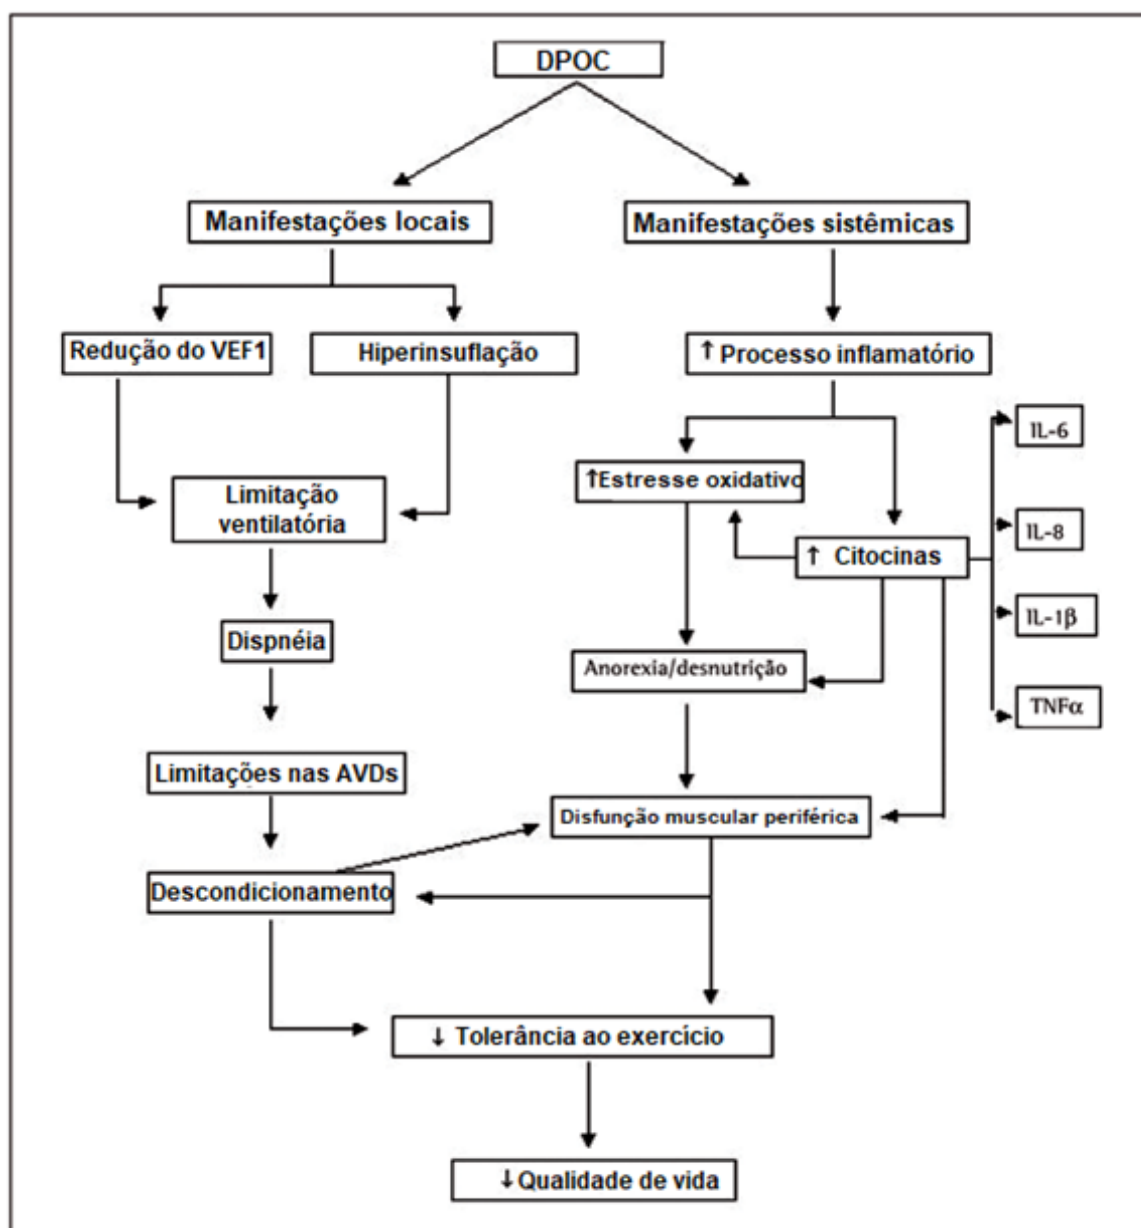 DPOC
Manifestações locais
Manifestações sistêmicas
Redução do VEF1
Hiperinsuflação
↑ Processo inflamatório
IL-6
↑Estresse oxidativo
Limitação
ventilatória
IL-8
↑ Citocinas
IL-1β
Dispnéia
Anorexia/desnutrição
TNFα
Limitações nas AVDs
Disfunção muscular periférica
Descondicionamento
↓ Tolerância ao exercício
↓Qualidade de vida